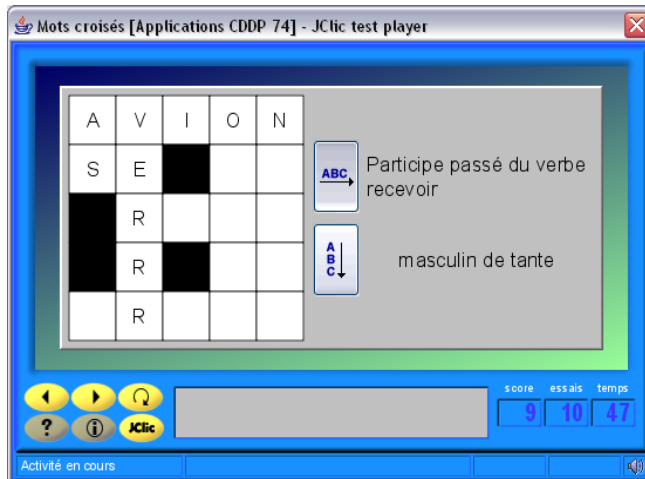 Mots croisés [Applications CDDP 74] - JClic test player
A V I O N
S E
R
R
R
ABC
Participe passé du verbe
recevoir
A
B
C
masculin de tante
score essais temps
9 10 47
?
i
JClic
Activité en cours